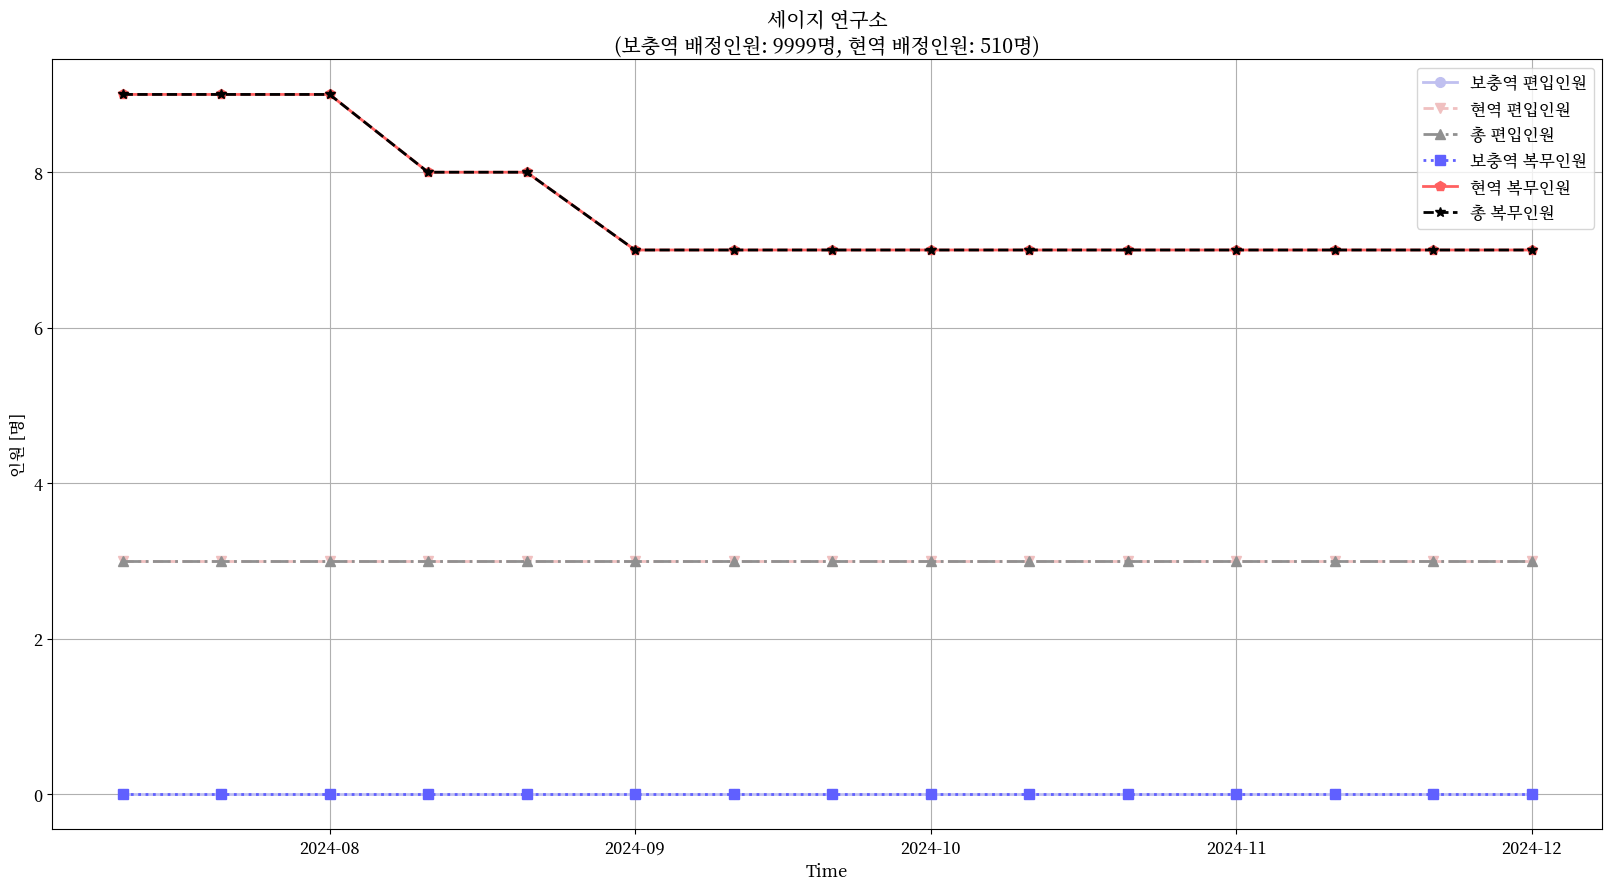 세이지 연구소
(보충역 배정인원: 9999명, 현역 배정인원: 510명)
보충역 편입인원
현역 편입인원
총 편입인원
보충역 복무인원
현역 복무인원
총 복무인원
인원 [명]
8
6
4
2
0
2024-08
2024-09
2024-10
2024-11
2024-12
Time